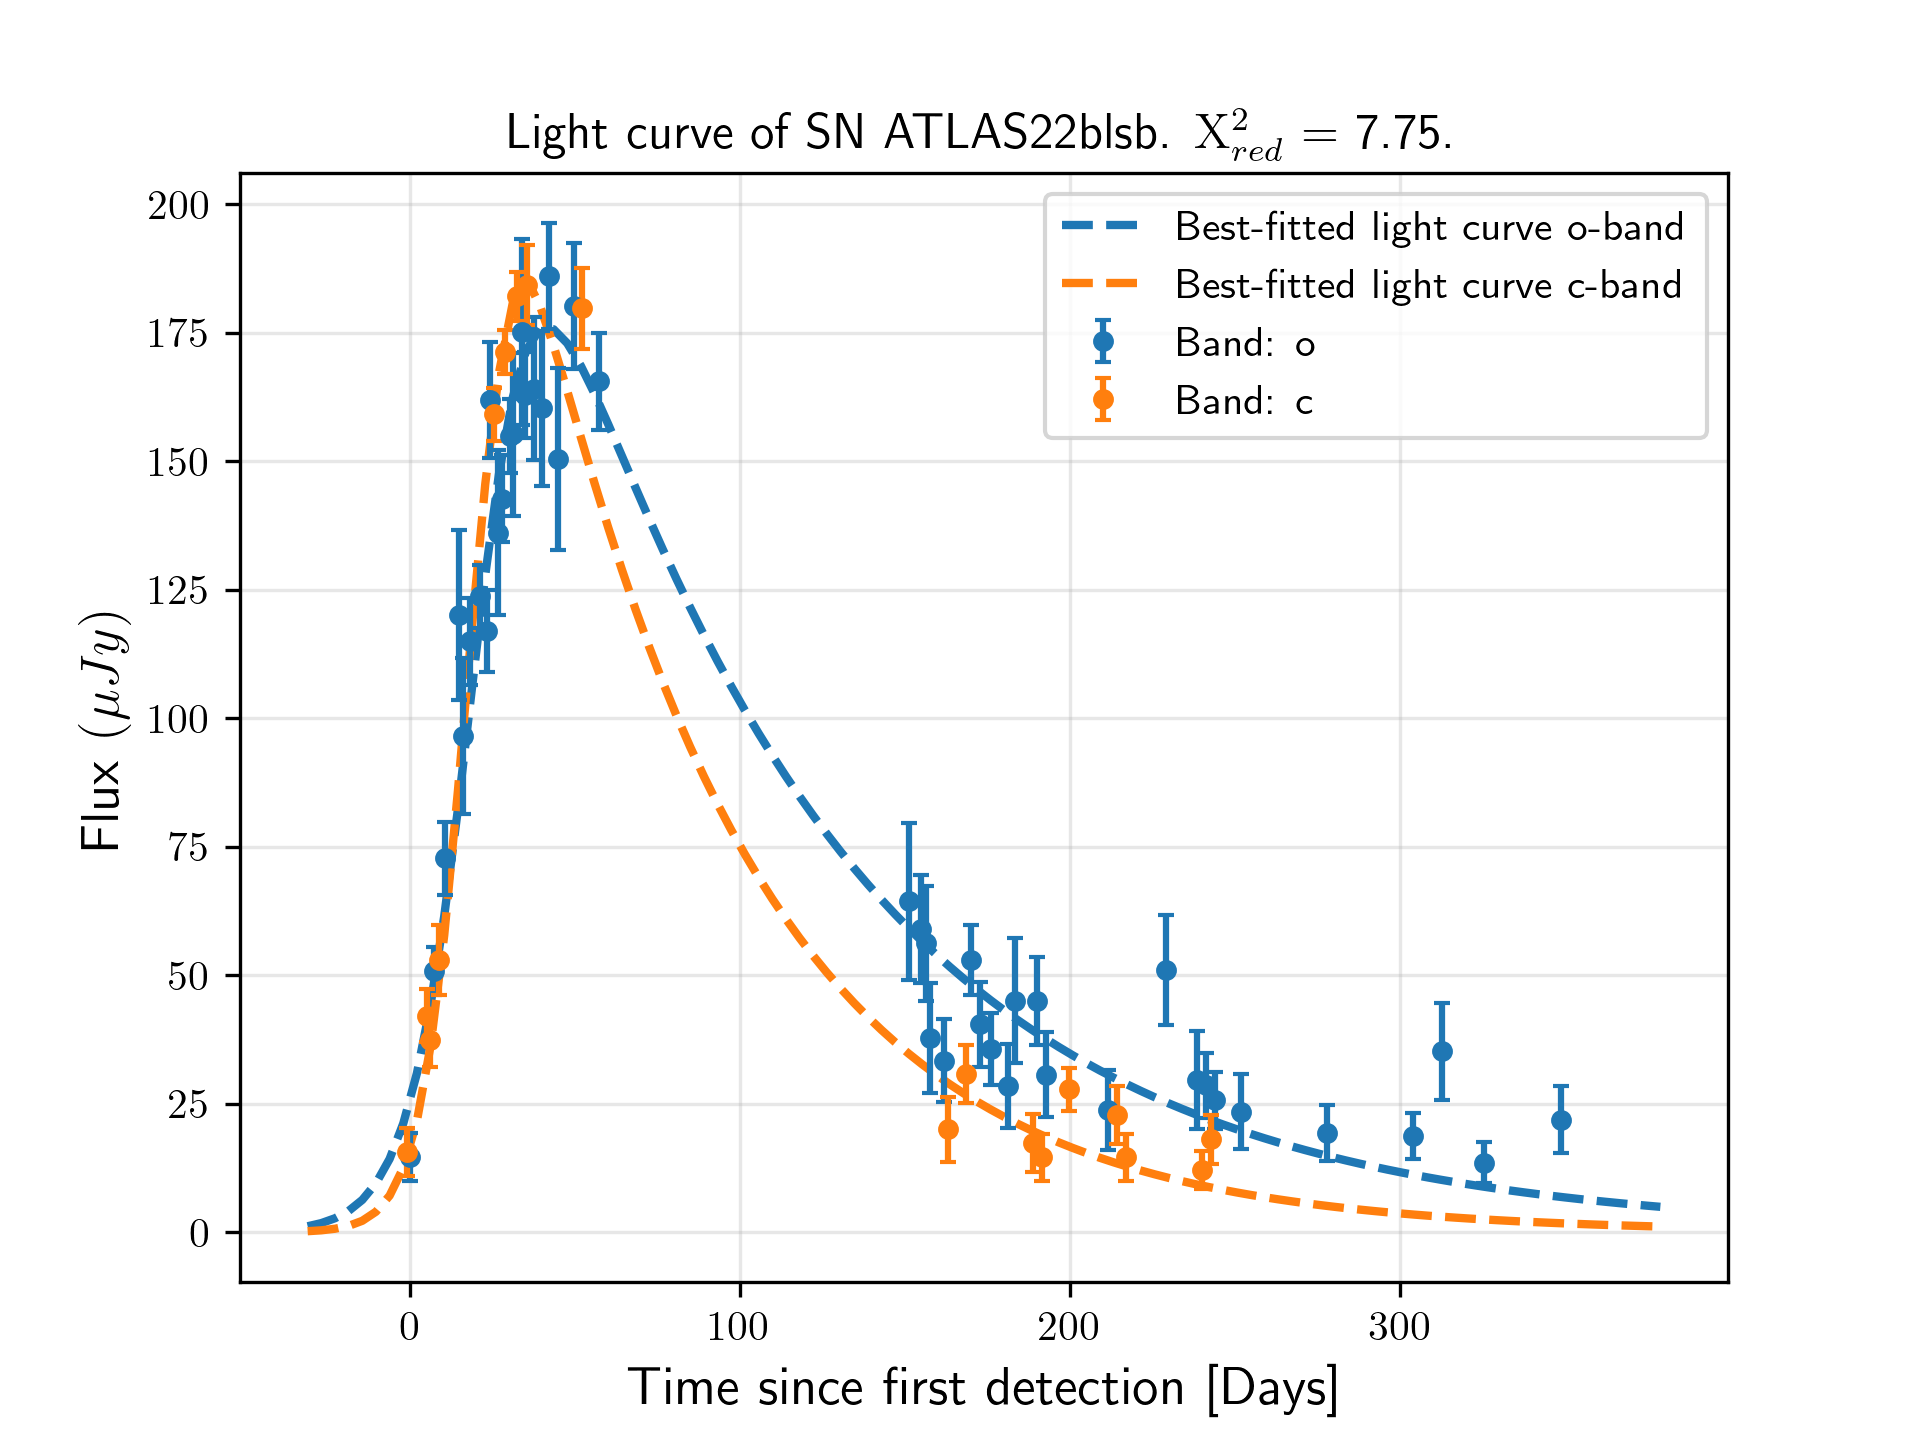 Light curve of SN ATLAS22blsb. X²_red = 7.75.
200
175
150
125
100
75
50
25
0
Flux (μJy)
Best-fitted light curve o-band
Best-fitted light curve c-band
Band: o
Band: c
0 100 200 300
Time since first detection [Days]